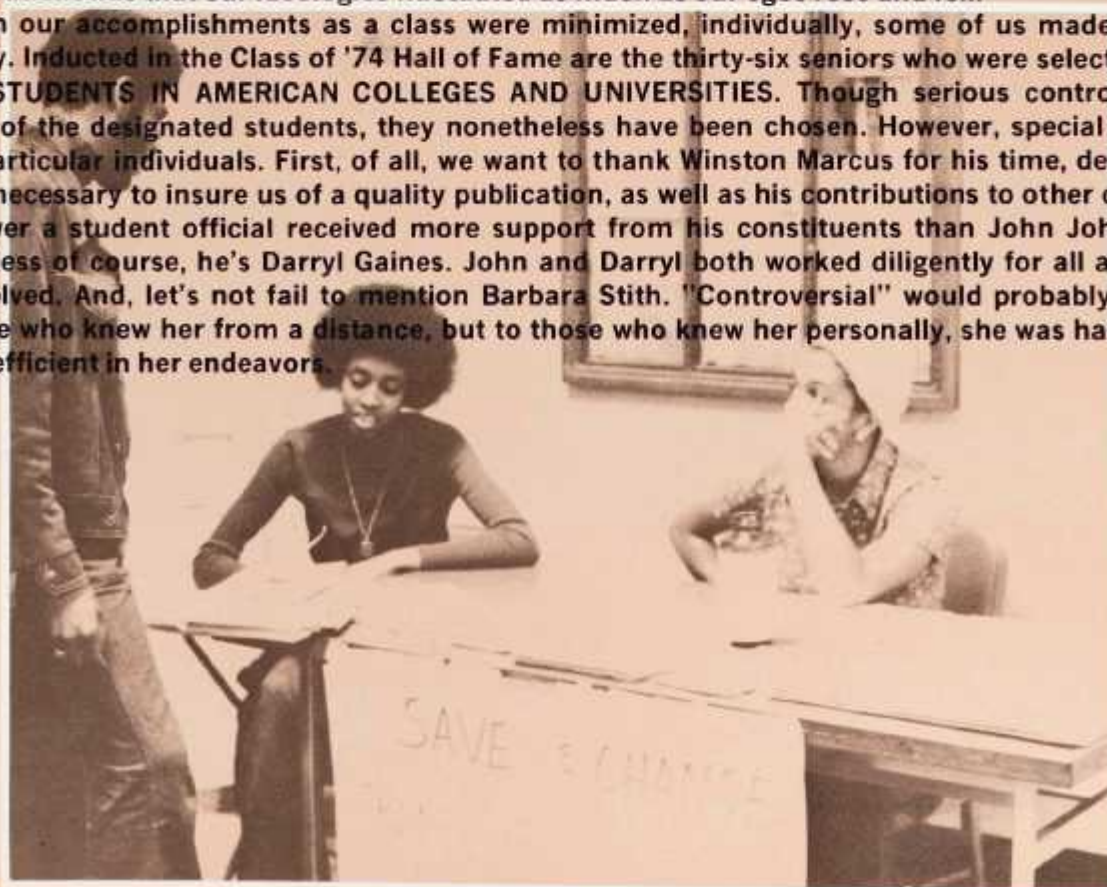 our accomplishments as a class were minimized, individually, some of us made
y. Inducted in the Class of '74 Hall of Fame are the thirty-six seniors who were select
STUDENTS IN AMERICAN COLLEGES AND UNIVERSITIES. Though serious contro
of the designated students, they nonetheless have been chosen. However, special
articular individuals. First, of all, we want to thank Winston Marcus for his time, de
necessary to insure us of a quality publication, as well as his contributions to other
er a student official received more support from his constituents than John Joh
ess of course, he's Darryl Gaines. John and Darryl both worked diligently for all a
lved. And, let's not fail to mention Barbara Stith. "Controversial" would probably
e who knew her from a distance, but to those who knew her personally, she was ha
efficient in her endeavors.
SAVE & CHANGE